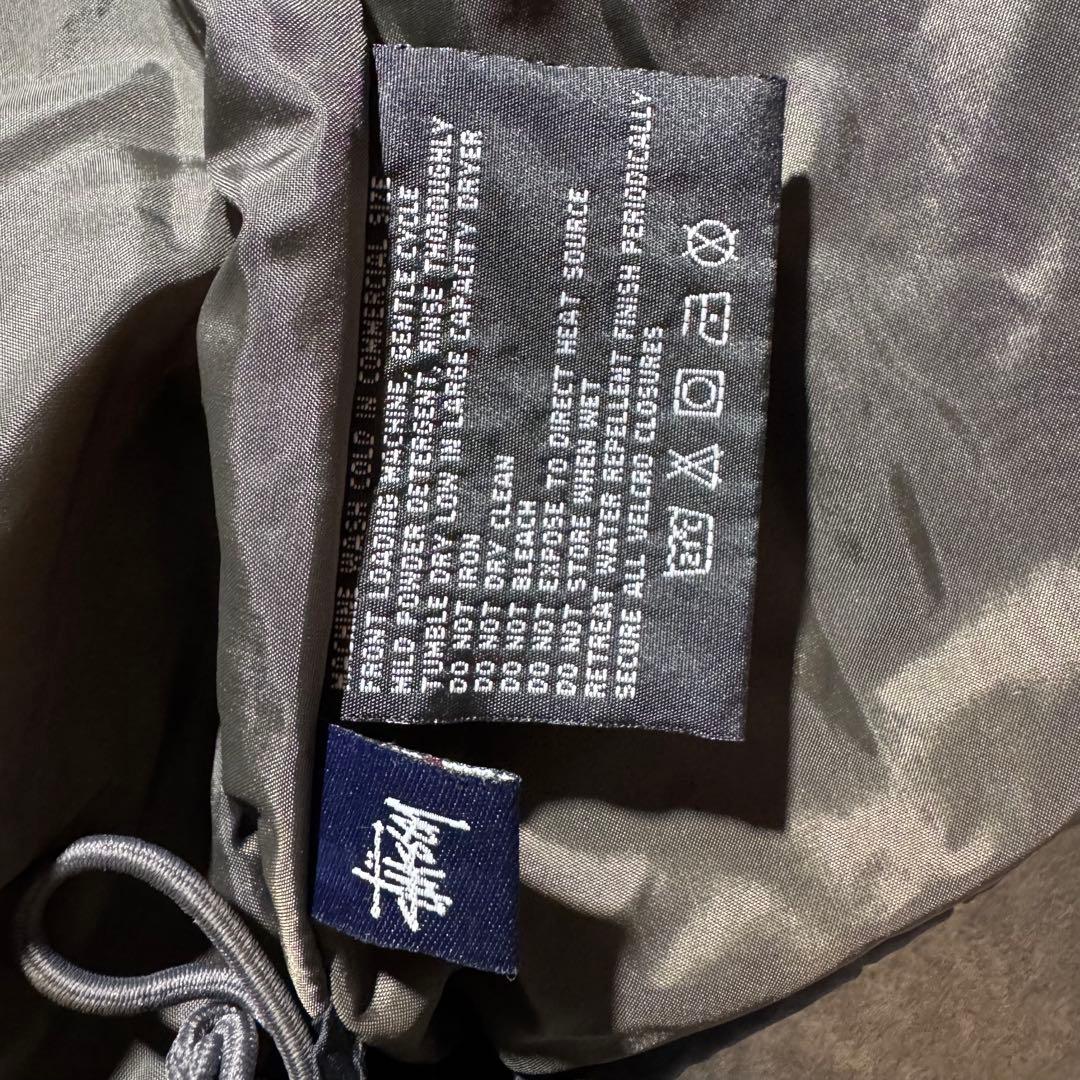 MACHINE WASH COLD IN COMMERCIAL SIZE
FRONT LOADING MACHINE, GENTLE CYCLE
MILD POWDER DETERGENT, RINSE THOROUGHLY
TUMBLE DRY LOW IN LARGE CAPACITY DRYER
DO NOT IRON
DO NOT DRY CLEAN
DO NOT BLEACH
DO NOT EXPOSE TO DIRECT HEAT SOURCE
DO NOT STORE WHEN WET
RETREAT WATER REPELLENT FINISH PERIODICALLY
SECURE ALL VELCRO CLOSURES
Stüssy